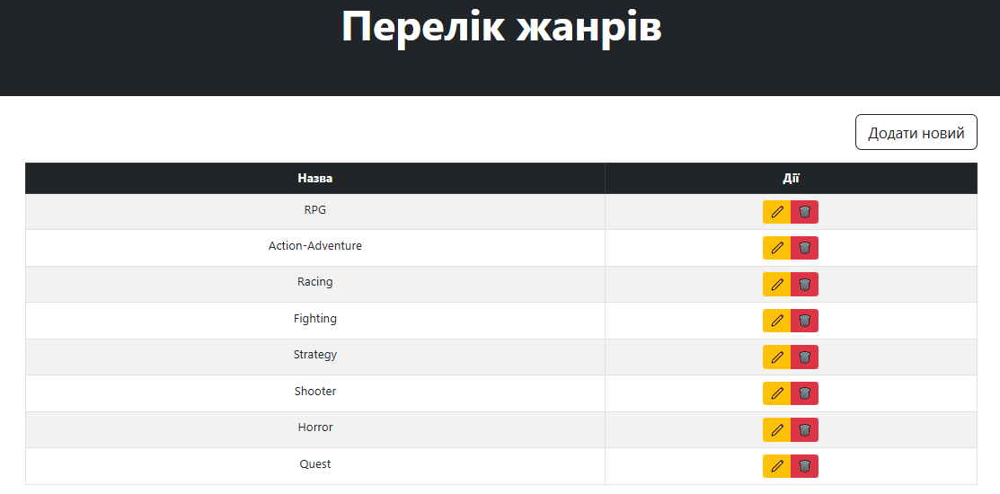 Перелік жанрів
Додати новий
Назва Дії
RPG
Action-Adventure
Racing
Fighting
Strategy
Shooter
Horror
Quest